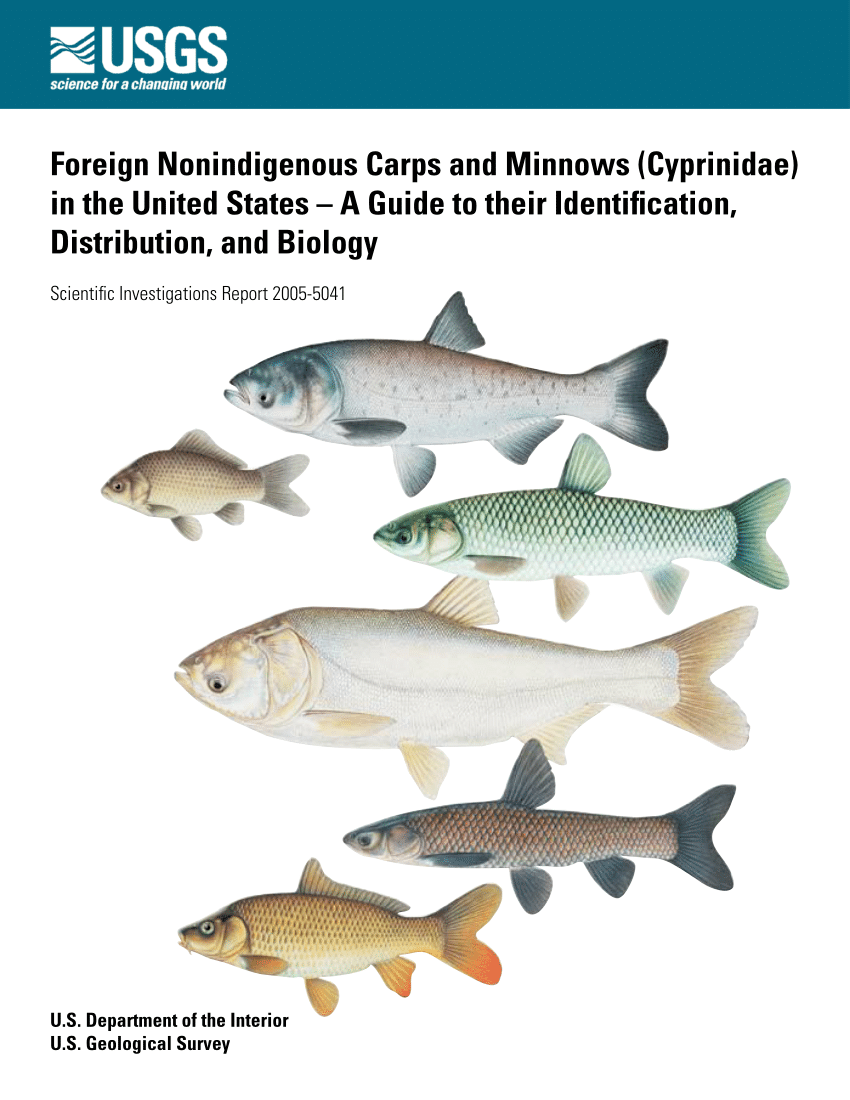 USGS
science for a changing world
Foreign Nonindigenous Carps and Minnows (Cyprinidae)
in the United States – A Guide to their Identification,
Distribution, and Biology
Scientific Investigations Report 2005-5041
U.S. Department of the Interior
U.S. Geological Survey